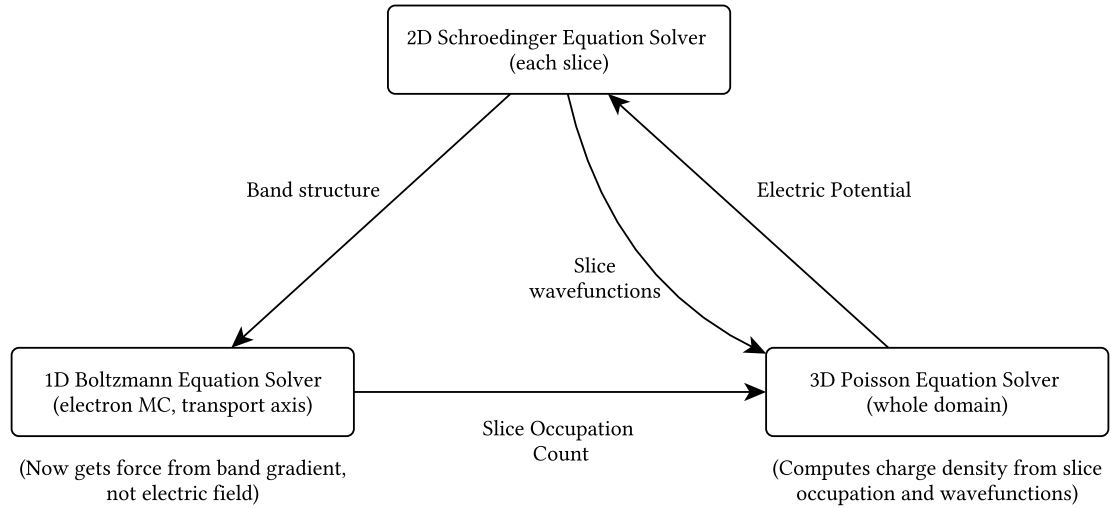 2D Schroedinger Equation Solver
(each slice)
Band structure
Electric Potential
Slice
wavefunctions
1D Boltzmann Equation Solver
(electron MC, transport axis)
3D Poisson Equation Solver
(whole domain)
Slice Occupation
Count
(Now gets force from band gradient,
not electric field)
(Computes charge density from slice
occupation and wavefunctions)